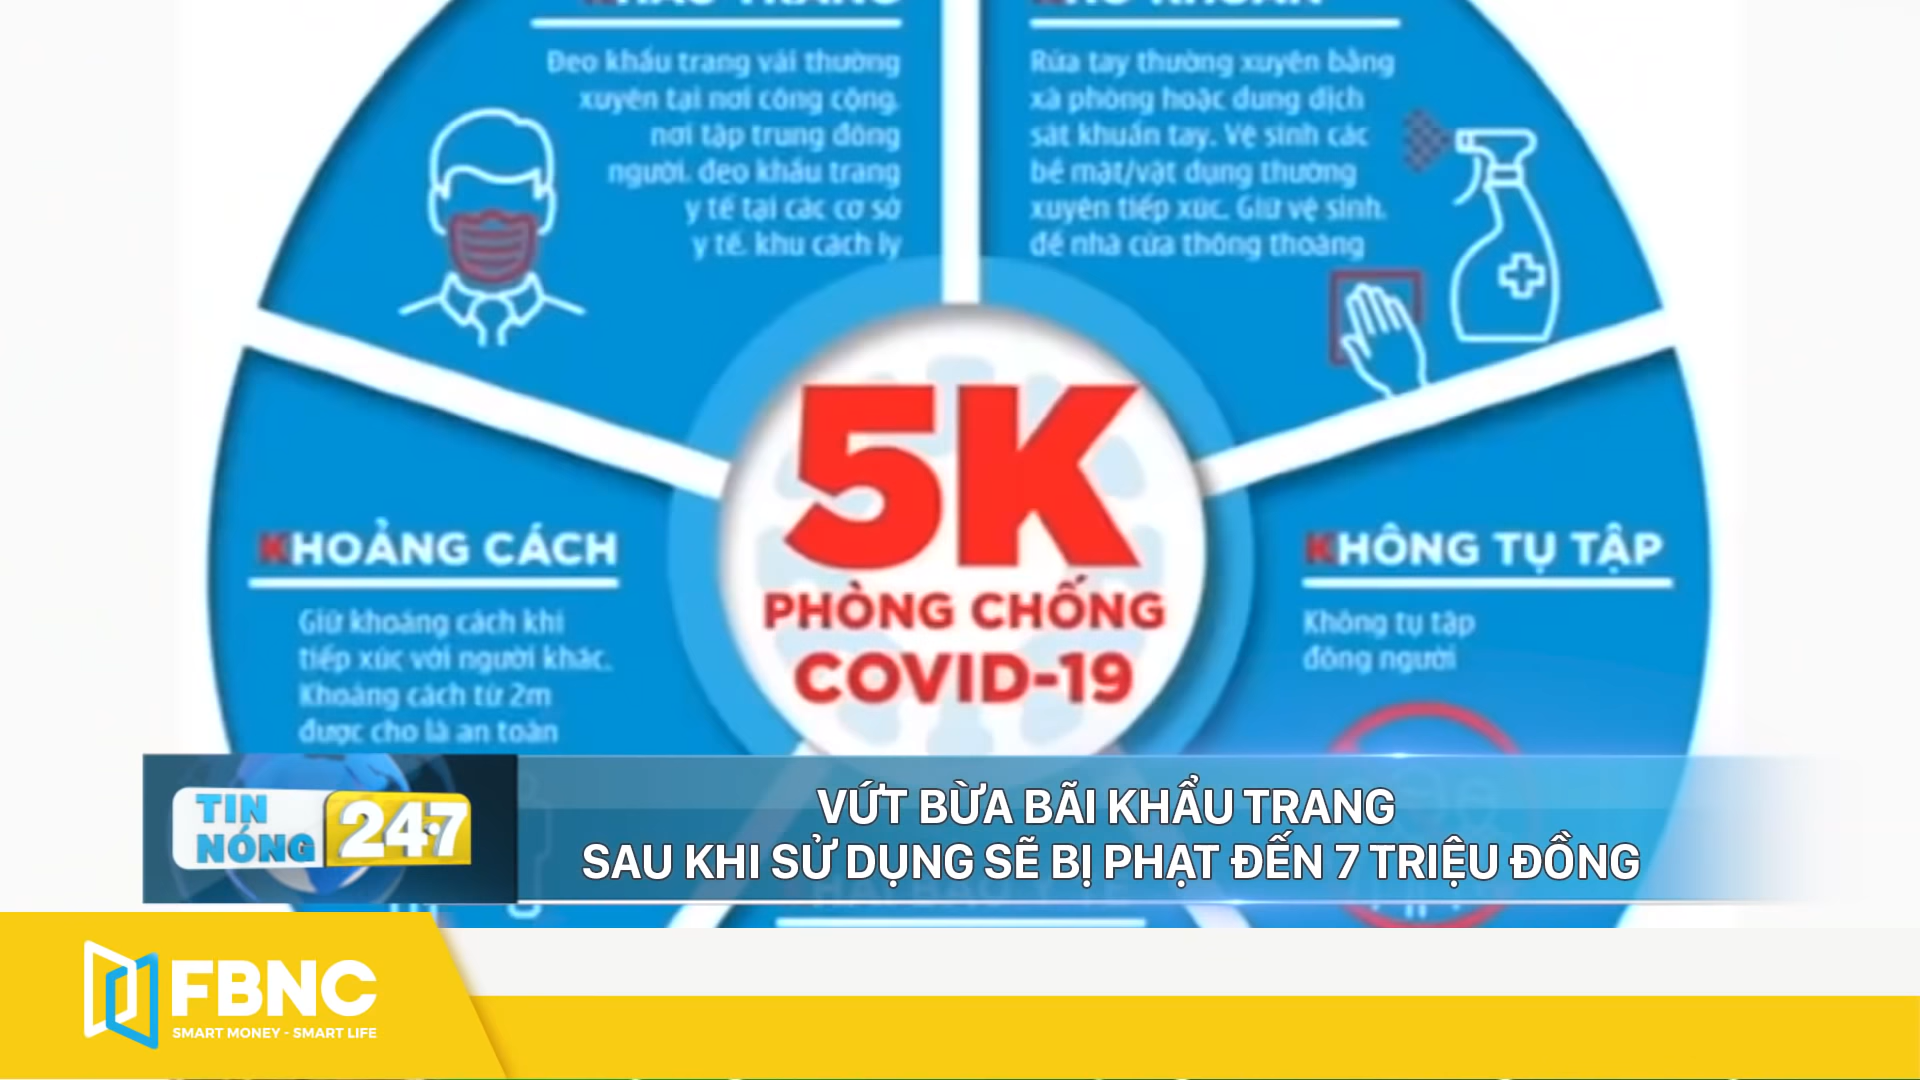 Đeo khẩu trang vải thường
xuyên tại nơi công cộng,
nơi tập trung đông
người. đeo khẩu trang
y tế tại các cơ sở
y tế. khu cách ly
Rửa tay thường xuyên bằng
xà phòng hoặc dung dịch
sát khuẩn tay. Vệ sinh các
bề mặt/vật dụng thường
xuyên tiếp xúc. Giữ vệ sinh.
để nhà cửa thông thoáng
5K
PHÒNG CHỐNG
COVID-19
KHOẢNG CÁCH
Giữ khoảng cách khi
tiếp xúc với người khác.
Khoảng cách từ 2m
được cho là an toàn
KHÔNG TỤ TẬP
Không tụ tập
đông người
TIN
NÓNG
24·7
VỨT BỪA BÃI KHẨU TRANG
SAU KHI SỬ DỤNG SẼ BỊ PHẠT ĐẾN 7 TRIỆU ĐỒNG
FBNC
SMART MONEY - SMART LIFE